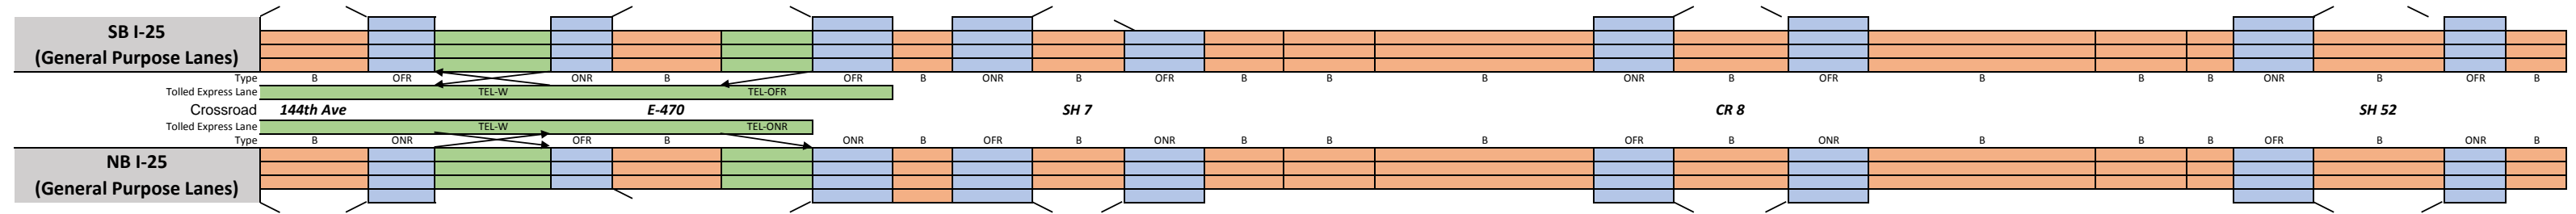 SB I-25
(General Purpose Lanes)
Type B OFR ONR B OFR B ONR B OFR B B B ONR B OFR B B B ONR B OFR B
Tolled Express Lane TEL-W TEL-OFR
Crossroad 144th Ave E-470 SH 7 CR 8 SH 52
Tolled Express Lane TEL-W TEL-ONR
Type B ONR OFR B ONR B OFR B ONR B B B OFR B ONR B B B OFR B ONR B
NB I-25
(General Purpose Lanes)